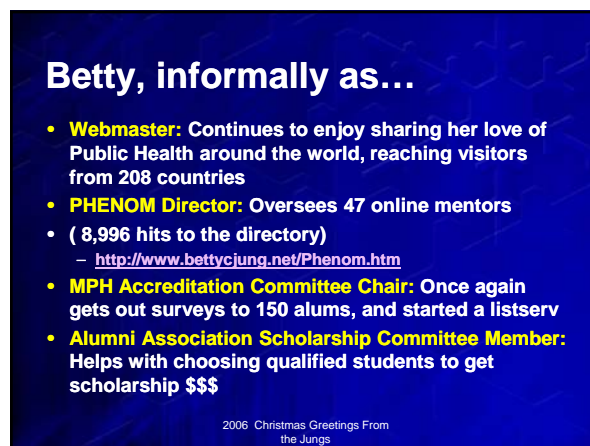 Betty, informally as…
• Webmaster: Continues to enjoy sharing her love of
Public Health around the world, reaching visitors
from 208 countries
• PHENOM Director: Oversees 47 online mentors
• ( 8,996 hits to the directory)
– http://www.bettycjung.net/Phenom.htm
• MPH Accreditation Committee Chair: Once again
gets out surveys to 150 alums, and started a listserv
• Alumni Association Scholarship Committee Member:
Helps with choosing qualified students to get
scholarship $$$
2006 Christmas Greetings From
the Jungs